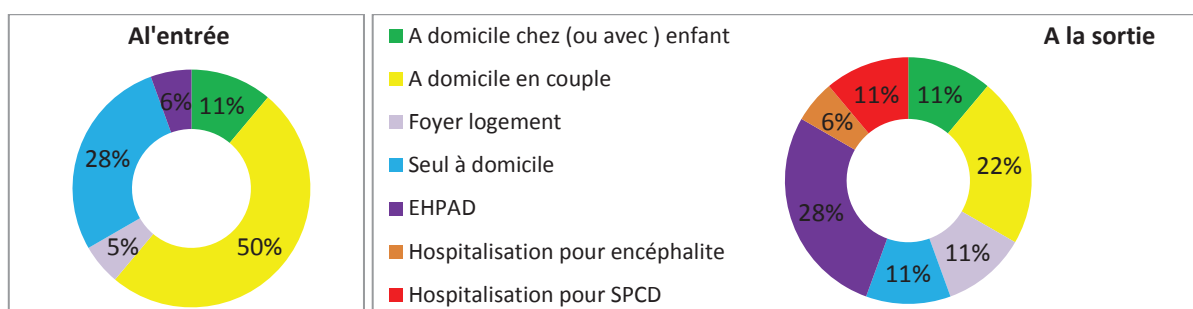 Al'entrée
6%
11%
28%
5%
50%
A domicile chez (ou avec ) enfant
A domicile en couple
Foyer logement
Seul à domicile
EHPAD
Hospitalisation pour encéphalite
Hospitalisation pour SPCD
A la sortie
11%
11%
6%
22%
28%
11%
11%